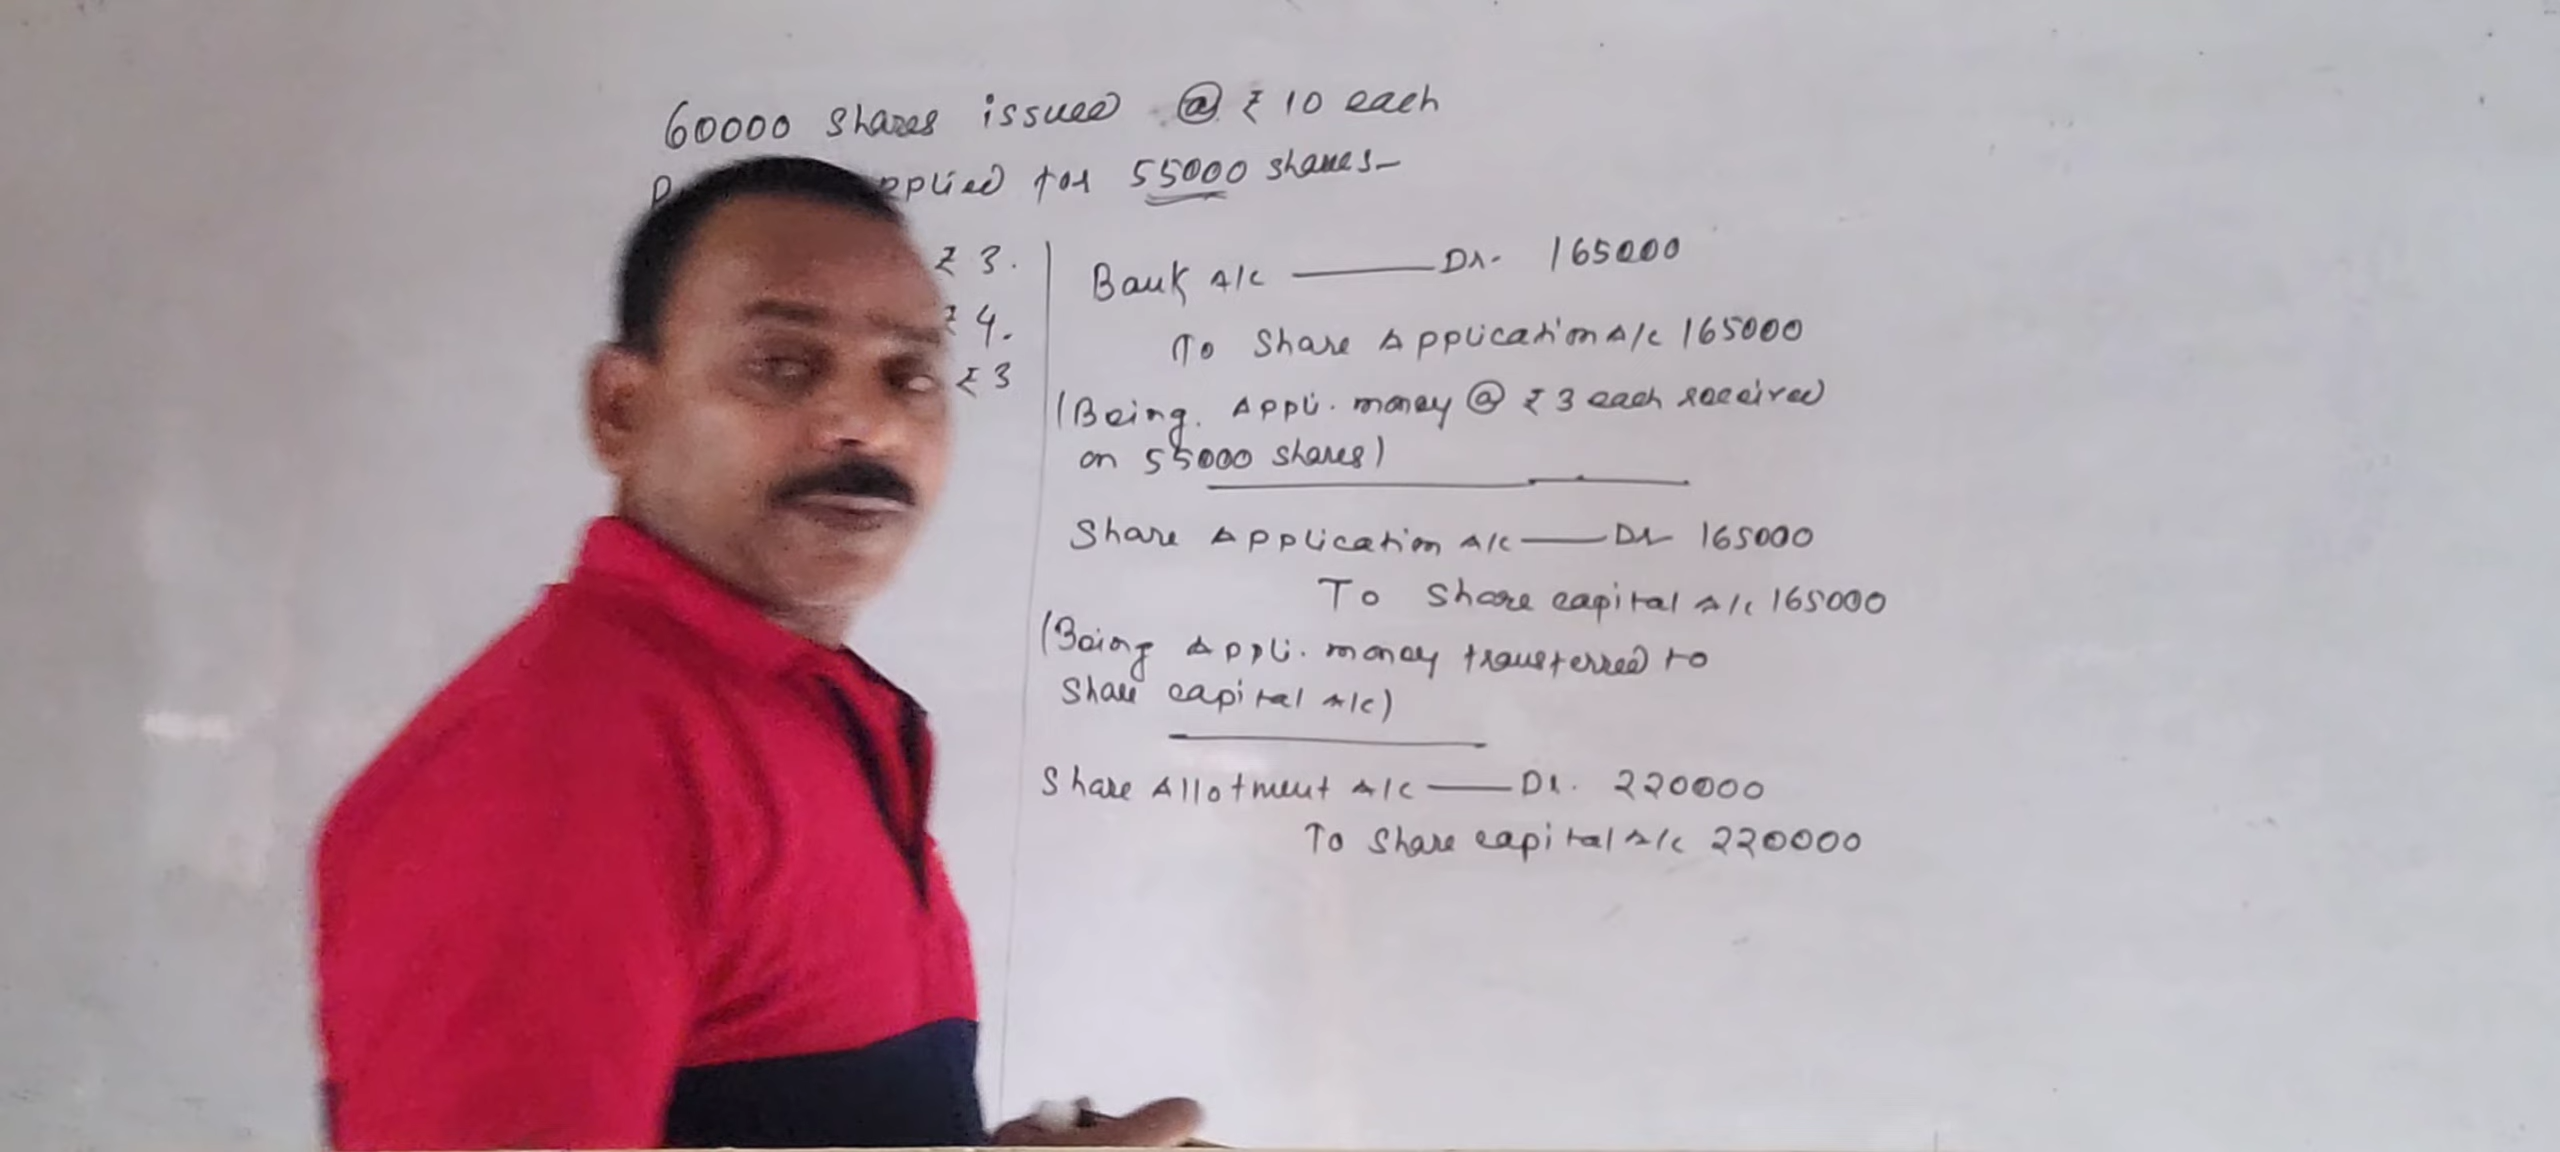 60000 shares issued @ ₹ 10 each
applied for 55000 shares-
₹ 3.
₹ 4.
₹ 3
Bank A/c ——— Dr. 165000
To Share Application A/c 165000
(Being. Appli. money @ ₹ 3 each received
on 55000 shares)
Share Application A/c —— Dr 165000
To Share capital A/c 165000
(Being Appli. money transferred to
Share capital A/c)
Share Allotment A/c —— Dr. 220000
To Share capital A/c 220000